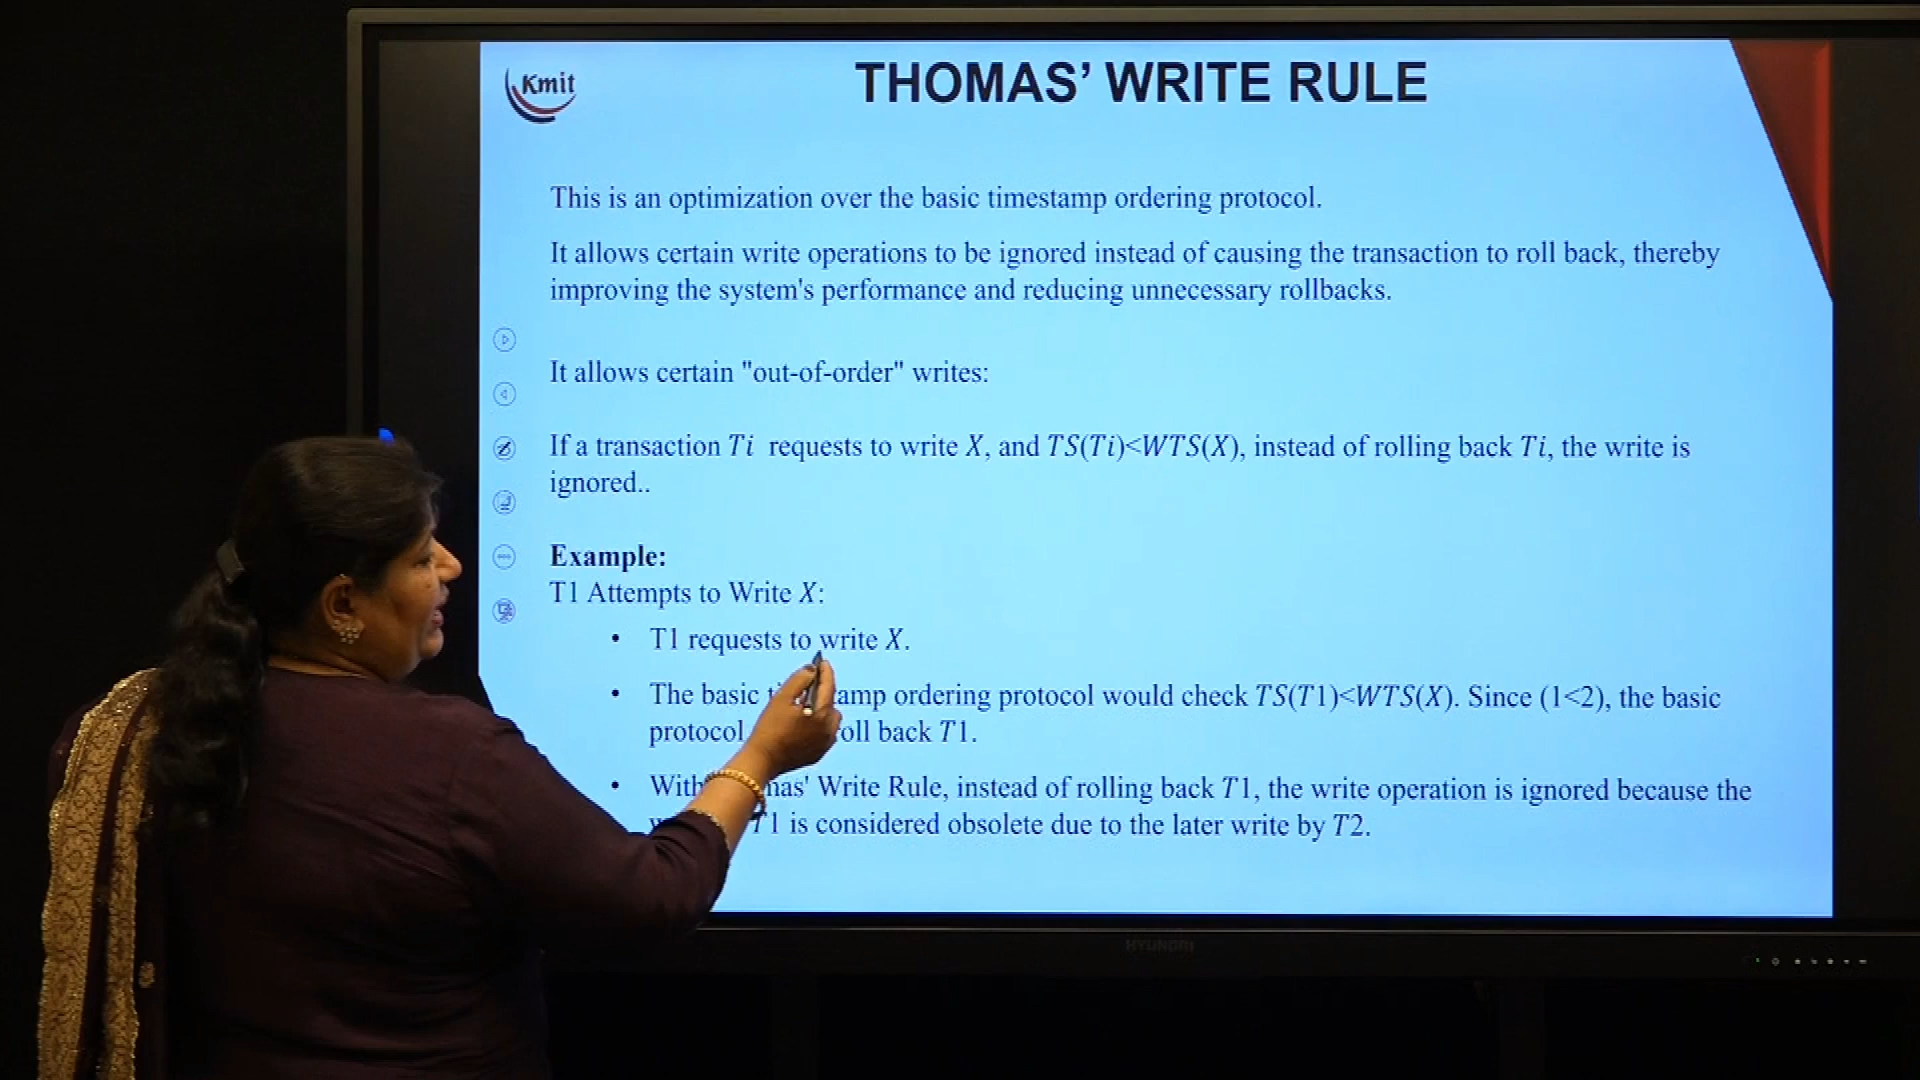 Kmit
THOMAS’ WRITE RULE
This is an optimization over the basic timestamp ordering protocol.
It allows certain write operations to be ignored instead of causing the transaction to roll back, thereby
improving the system's performance and reducing unnecessary rollbacks.
It allows certain "out-of-order" writes:
If a transaction Ti requests to write X, and TS(Ti)<WTS(X), instead of rolling back Ti, the write is
ignored..
Example:
T1 Attempts to Write X:
• T1 requests to write X.
• The basic amp ordering protocol would check TS(T1)<WTS(X). Since (1<2), the basic
protocol roll back T1.
• With mas' Write Rule, instead of rolling back T1, the write operation is ignored because the
T1 is considered obsolete due to the later write by T2.
HYUNDAI